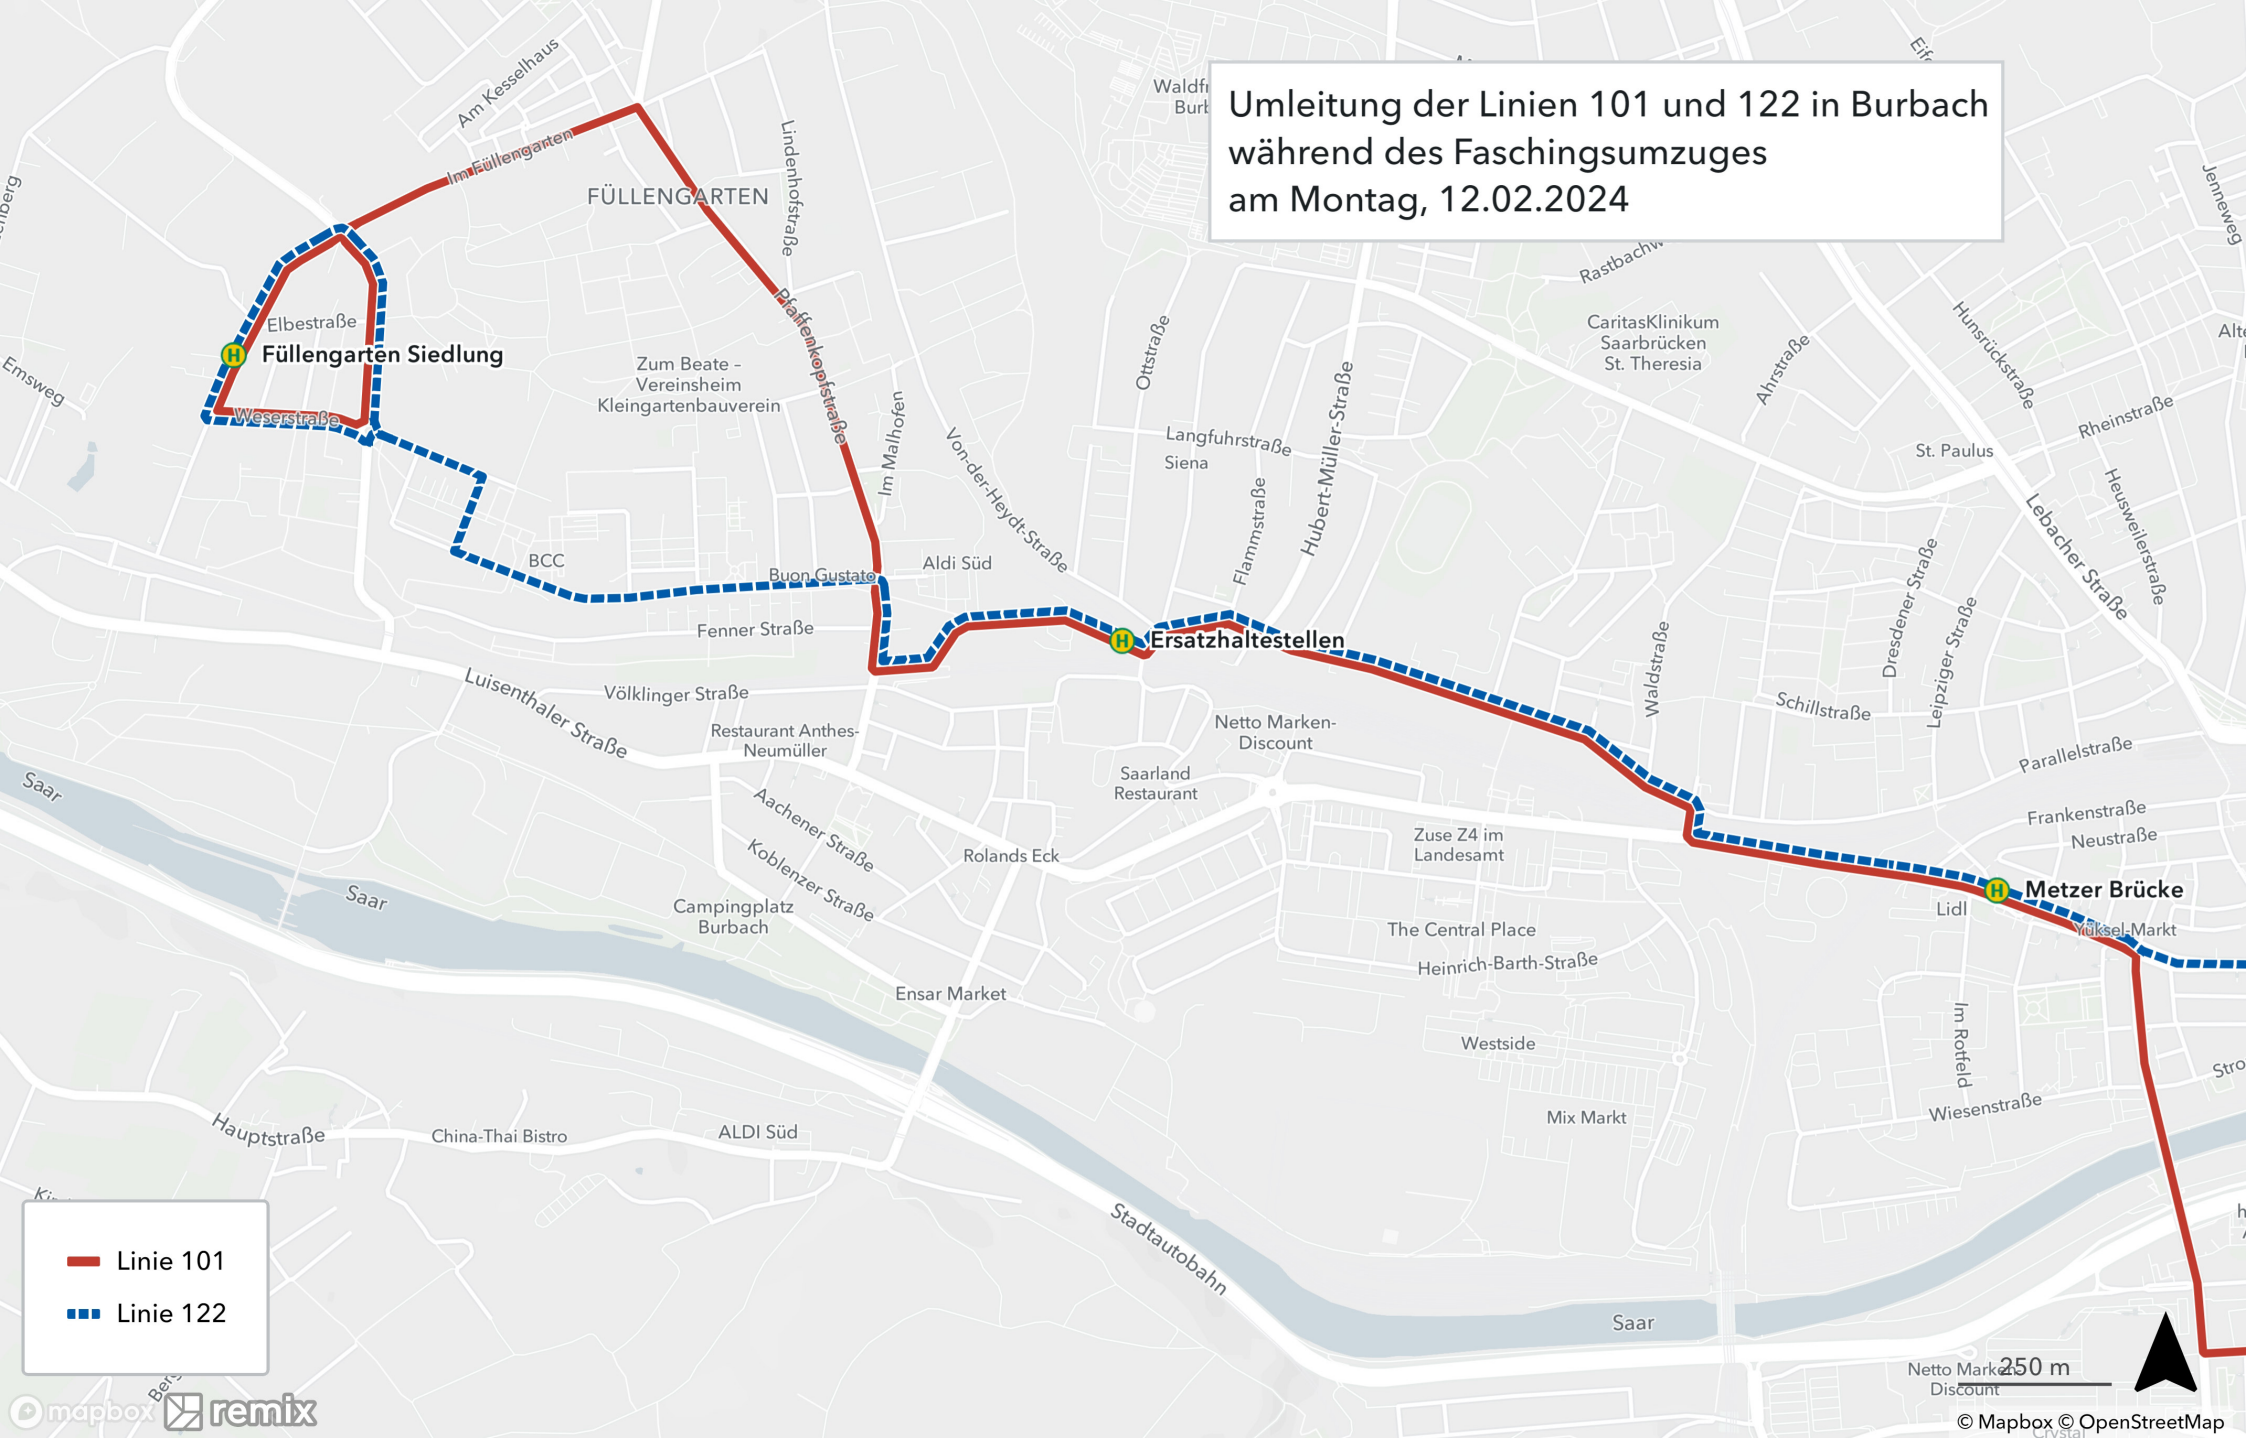 Umleitung der Linien 101 und 122 in Burbach
während des Faschingsumzuges
am Montag, 12.02.2024
Am Kesselhaus
Im Füllengarten
FÜLLENGARTEN
Lindenhofstraße
Jenneweg
Elbestraße
Füllengarten Siedlung
Weserstraße
Emsweg
Pfaffenkopfstraße
Zum Beate –
Vereinsheim
Kleingartenbauverein
Im Malhofen
Von-der-Heydt-Straße
Ottstraße
Langfuhrstraße
Siena
Flammstraße
Hubert-Müller-Straße
CaritasKlinikum
Saarbrücken
St. Theresia
Ahrstraße
Hunsrückstraße
Rheinstraße
St. Paulus
Heusweilerstraße
Lebacher Straße
Dresdener Straße
Leipziger Straße
Waldstraße
Schillstraße
Parallelstraße
Frankenstraße
Neustraße
BCC
Buon Gustato
Aldi Süd
Fenner Straße
Ersatzhaltestellen
Völklinger Straße
Luisenthaler Straße
Restaurant Anthes-
Neumüller
Netto Marken-
Discount
Saarland
Restaurant
Aachener Straße
Koblenzer Straße
Rolands Eck
Zuse Z4 im
Landesamt
Metzer Brücke
Lidl
Yüksel-Markt
Saar
Saar
Campingplatz
Burbach
The Central Place
Heinrich-Barth-Straße
Ensar Market
Westside
Im Rotfeld
Wiesenstraße
Mix Markt
Hauptstraße
China-Thai Bistro
ALDI Süd
Stadtautobahn
Saar
Linie 101
Linie 122
Netto Marken-
Discount
250 m
mapbox
remix
© Mapbox © OpenStreetMap